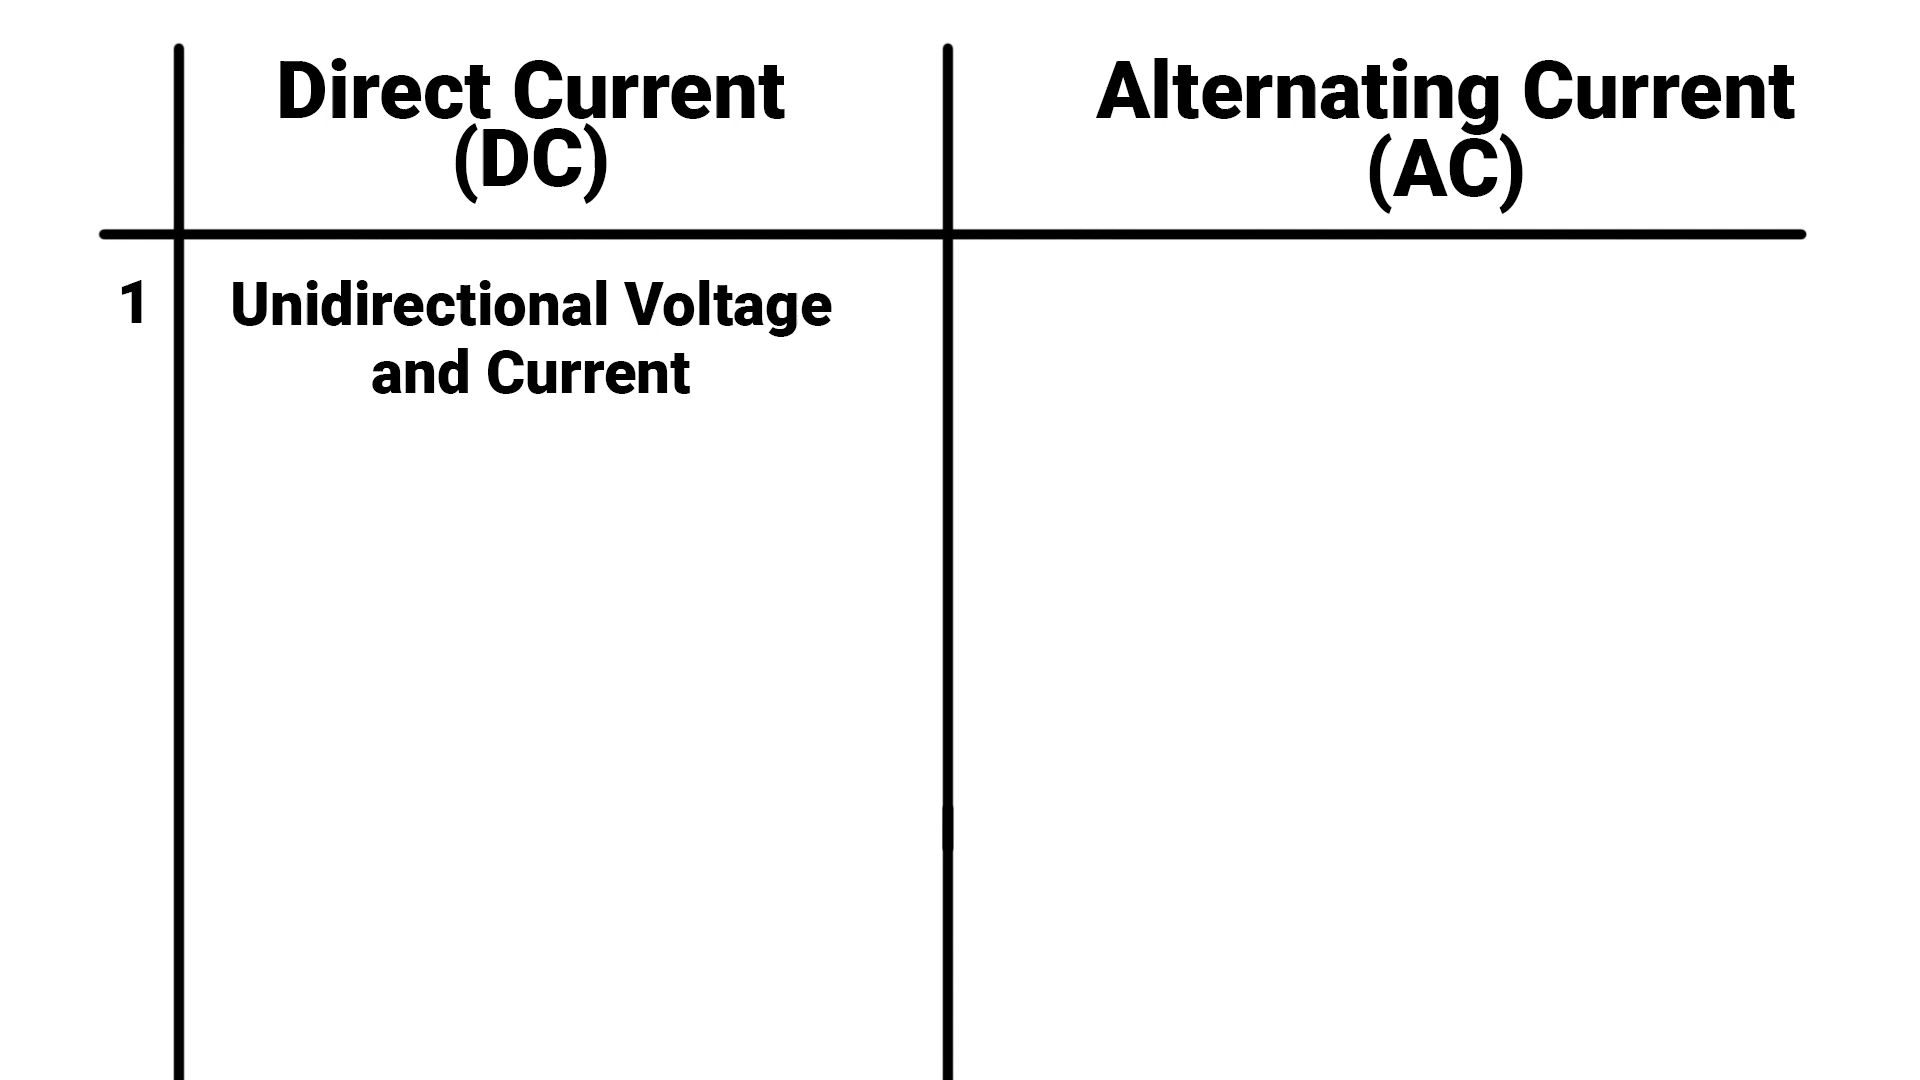 Direct Current
(DC)
Alternating Current
(AC)
1
Unidirectional Voltage
and Current